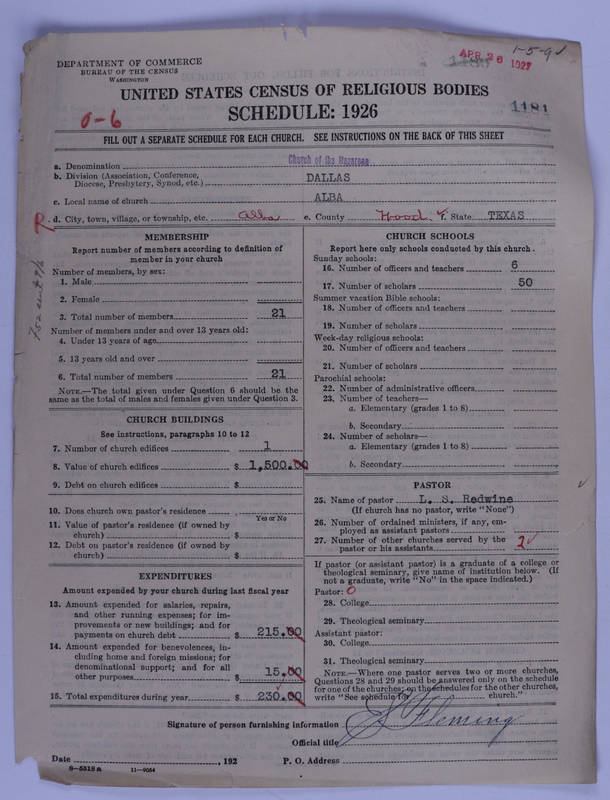 DEPARTMENT OF COMMERCE
BUREAU OF THE CENSUS
WASHINGTON
APR 26 1927
1-5-9
UNITED STATES CENSUS OF RELIGIOUS BODIES
SCHEDULE: 1926
1181
0-6
FILL OUT A SEPARATE SCHEDULE FOR EACH CHURCH. SEE INSTRUCTIONS ON THE BACK OF THIS SHEET
a. Denomination Church of the Nazarene
b. Division (Association, Conference, Diocese, Presbytery, Synod, etc.) DALLAS
c. Local name of church ALBA
R d. City, town, village, or township, etc. Alba e. County Wood f. State TEXAS
MEMBERSHIP
Report number of members according to definition of
member in your church
Number of members, by sex:
1. Male
2. Female
3. Total number of members 21
Number of members under and over 13 years old:
4. Under 13 years of age
5. 13 years old and over
6. Total number of members 21
NOTE.—The total given under Question 6 should be the
same as the total of males and females given under Question 3.
CHURCH BUILDINGS
See instructions, paragraphs 10 to 12
7. Number of church edifices 1
8. Value of church edifices $ 1,500.00
9. Debt on church edifices $
10. Does church own pastor's residence
Yes or No
11. Value of pastor's residence (if owned by
church) $
12. Debt on pastor's residence (if owned by
church) $
EXPENDITURES
Amount expended by your church during last fiscal year
13. Amount expended for salaries, repairs,
and other running expenses; for im-
provements or new buildings; and for
payments on church debt $ 215.00
14. Amount expended for benevolences, in-
cluding home and foreign missions; for
denominational support; and for all
other purposes $ 15.00
15. Total expenditures during year $ 230.00
CHURCH SCHOOLS
Report here only schools conducted by this church.
Sunday schools:
16. Number of officers and teachers 6
17. Number of scholars 50
Summer vacation Bible schools:
18. Number of officers and teachers
19. Number of scholars
Week-day religious schools:
20. Number of officers and teachers
21. Number of scholars
Parochial schools:
22. Number of administrative officers
23. Number of teachers—
a. Elementary (grades 1 to 8)
b. Secondary
24. Number of scholars—
a. Elementary (grades 1 to 8)
b. Secondary
PASTOR
25. Name of pastor L. S. Redwine
(If church has no pastor, write "None")
26. Number of ordained ministers, if any, em-
ployed as assistant pastors
27. Number of other churches served by the
pastor or his assistants 2
If pastor (or assistant pastor) is a graduate of a college or
theological seminary, give name of institution below. (If
not a graduate, write "No" in the space indicated.)
Pastor: 0
28. College
29. Theological seminary
Assistant pastor:
30. College
31. Theological seminary
NOTE.—Where one pastor serves two or more churches,
Questions 28 and 29 should be answered only on the schedule
for one of the churches; on the schedules for the other churches,
write "See schedule for church."
Signature of person furnishing information Fleming
Official title
Date , 192 P. O. Address
8-5518a 11-9064